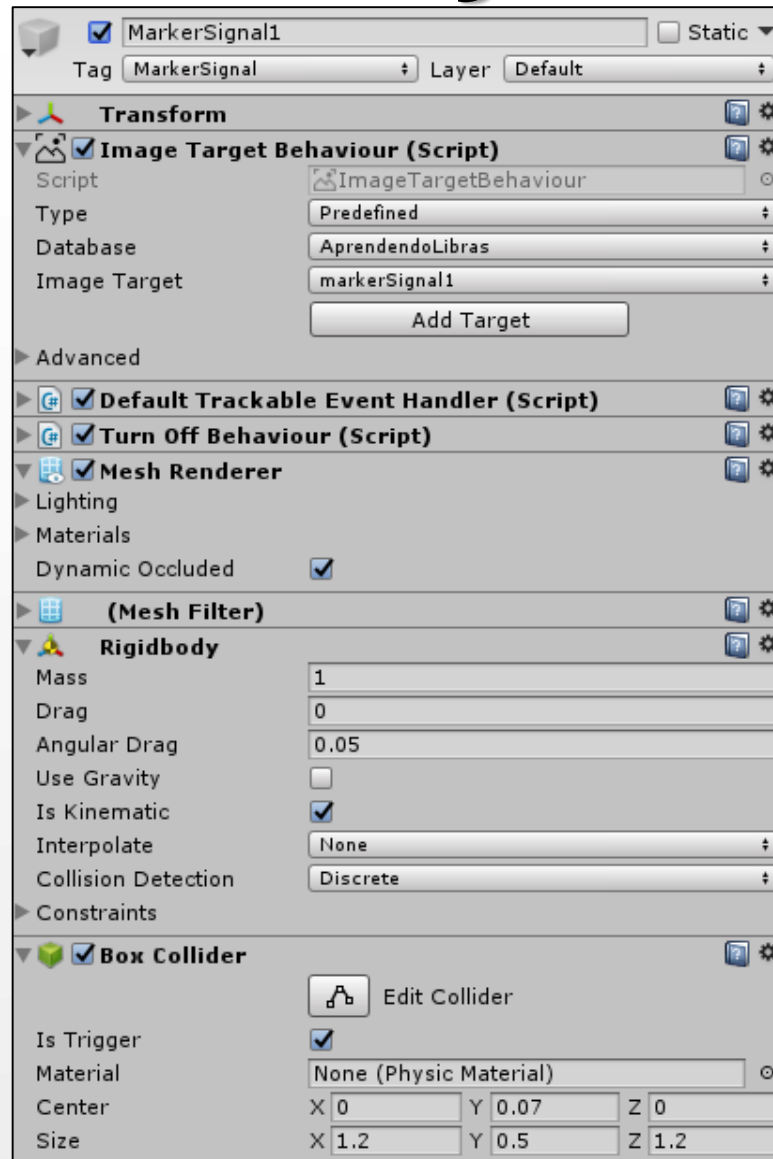 MarkerSignal1 Static
Tag MarkerSignal Layer Default
Transform
Image Target Behaviour (Script)
Script ImageTargetBehaviour
Type Predefined
Database AprendendoLibras
Image Target markerSignal1
Add Target
Advanced
Default Trackable Event Handler (Script)
Turn Off Behaviour (Script)
Mesh Renderer
Lighting
Materials
Dynamic Occluded
(Mesh Filter)
Rigidbody
Mass 1
Drag 0
Angular Drag 0.05
Use Gravity
Is Kinematic
Interpolate None
Collision Detection Discrete
Constraints
Box Collider
Edit Collider
Is Trigger
Material None (Physic Material)
Center X 0 Y 0.07 Z 0
Size X 1.2 Y 0.5 Z 1.2